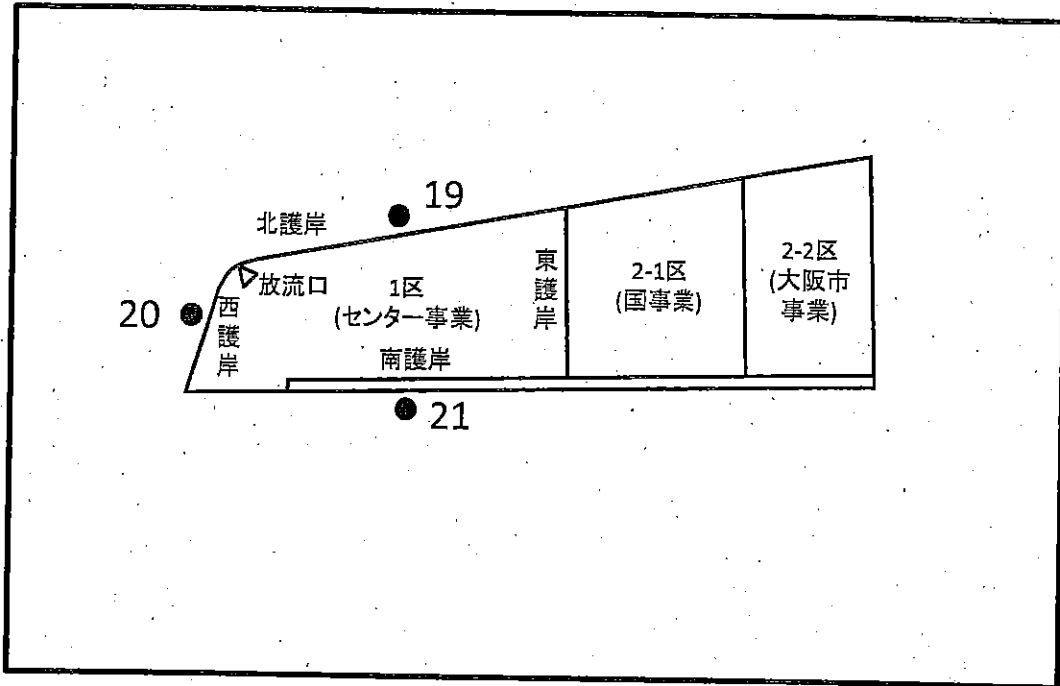 19
北護岸
放流口
20
西護岸
1区
(センター事業)
東護岸
2-1区
(国事業)
2-2区
(大阪市
事業)
南護岸
21